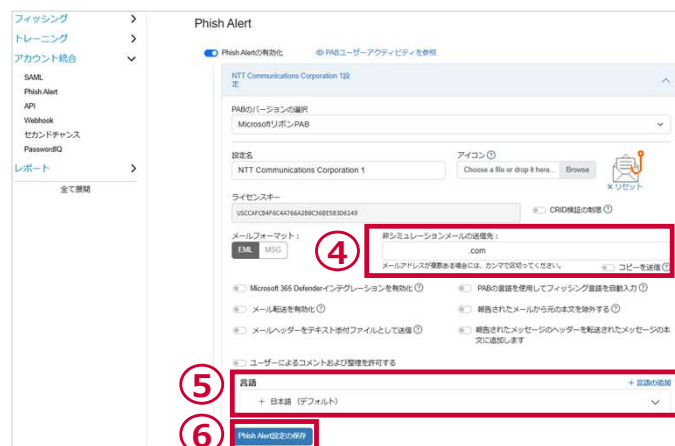 フィッシング
トレーニング
アカウント統合
SAML
Phish Alert
API
Webhook
セカンドチャンス
PasswordIQ
レポート
全て展開
Phish Alert
Phish Alertの有効化
PABユーザーアクティビティを参照
NTT Communications Corporation 1設
定
PABのバージョンの選択
MicrosoftリボンPAB
設定名
NTT Communications Corporation 1
アイコン
Choose a file or drop it here...
Browse
× リセット
ライセンスキー
CRID検証の制限
メールフォーマット：
EML MSG
④
非シミュレーションメールの送信先：
.com
メールアドレスが複数ある場合には、カンマで区切ってください。
コピーを送信
Microsoft 365 Defenderインテグレーションを有効化
PABの言語を使用してフィッシング言語を自動入力
メール転送を有効化
報告されたメールから元の本文を除外する
メールヘッダーをテキスト添付ファイルとして送信
報告されたメッセージのヘッダーを転送されたメッセージの本
文に追加します
ユーザーによるコメントおよび整理を許可する
⑤
言語
+ 言語の追加
+ 日本語（デフォルト）
⑥
Phish Alert設定の保存